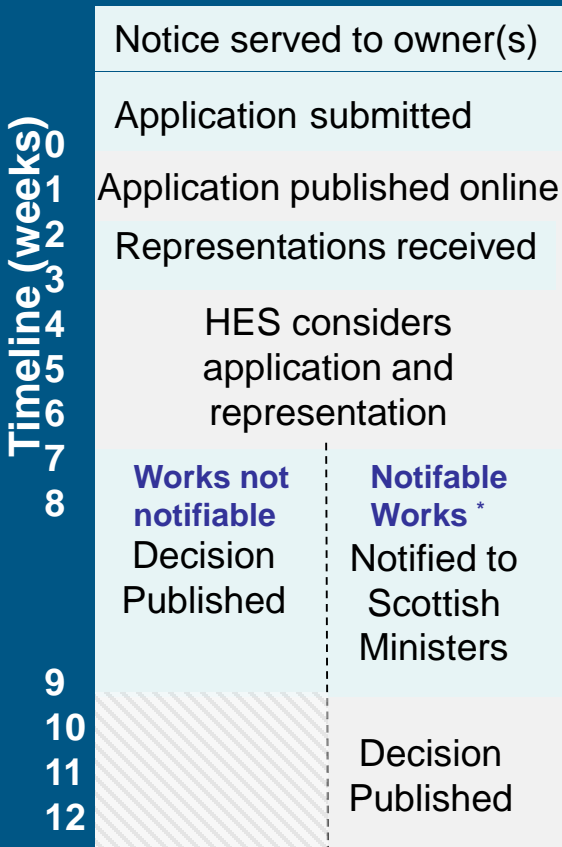 Timeline (weeks)
Notice served to owner(s)
Application submitted
0
1
Application published online
2
Representations received
3
4
HES considers
5
application and
6
representation
7
8
Works not
notifiable
Decision
Published
Notifable
Works *
Notified to
Scottish
Ministers
9
10
11
12
Decision
Published